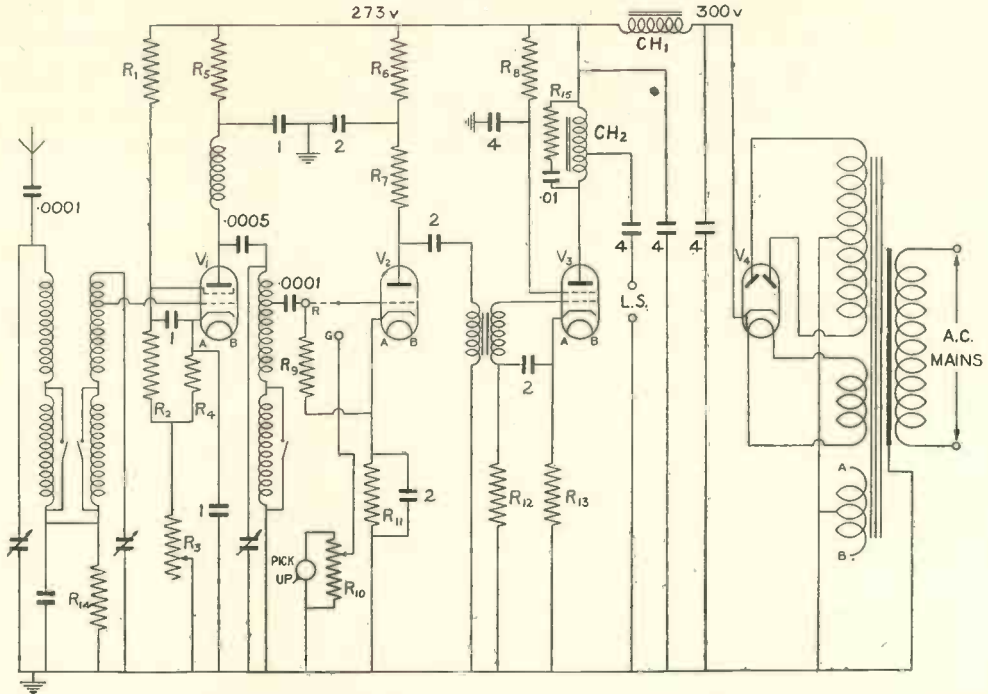 273v
300v
CH₁
R₁
R₅
R₆
R₈
R₁₅
CH₂
1
2
4
.01
R₇
.0001
.0005
2
4
4
4
V₁
.0001
V₂
V₃
V₄
R
G
L.S.
A.C.
MAINS
1
A
B
A
B
A
B
R₂
R₄
R₉
2
A
B
R₃
1
R₁₁
2
R₁₂
R₁₃
R₁₄
PICK
UP
R₁₀